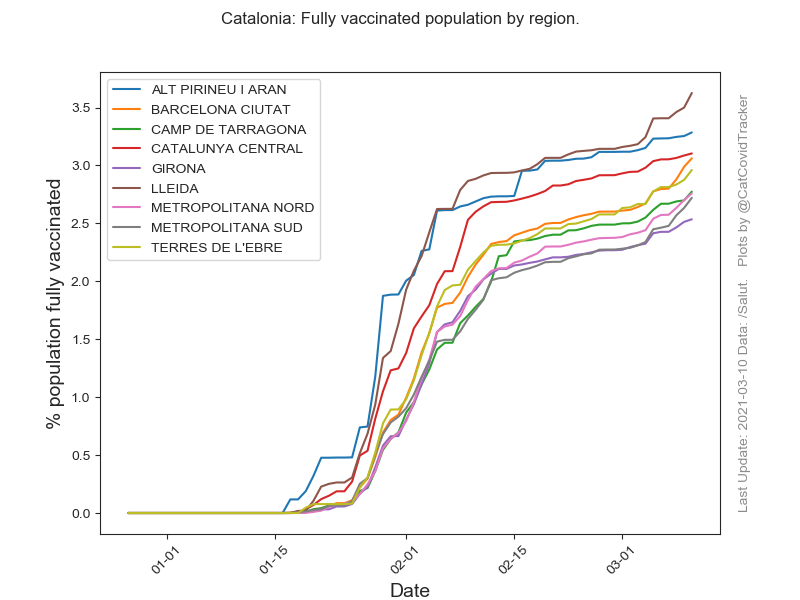 Catalonia: Fully vaccinated population by region.
ALT PIRINEU I ARAN
BARCELONA CIUTAT
CAMP DE TARRAGONA
CATALUNYA CENTRAL
GIRONA
LLEIDA
METROPOLITANA NORD
METROPOLITANA SUD
TERRES DE L'EBRE
3.5
3.0
2.5
2.0
1.5
1.0
0.5
0.0
% population fully vaccinated
01-01
01-15
02-01
02-15
03-01
Date
Last Update: 2021-03-10 Data: /Salut    Plots by @CatCovidTracker